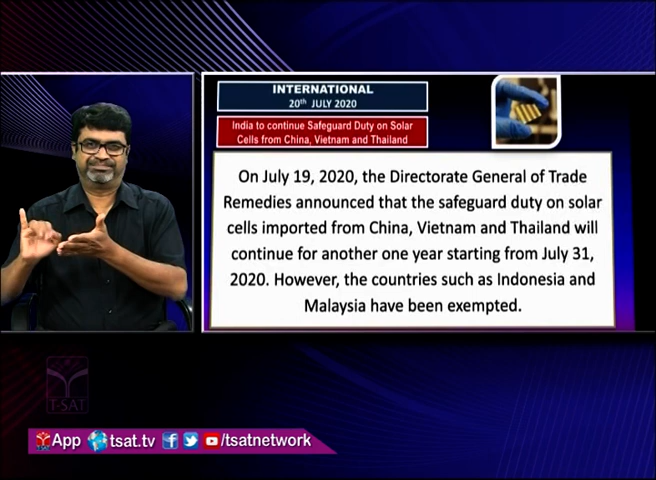 INTERNATIONAL
20th JULY 2020
India to continue Safeguard Duty on Solar
Cells from China, Vietnam and Thailand
On July 19, 2020, the Directorate General of Trade
Remedies announced that the safeguard duty on solar
cells imported from China, Vietnam and Thailand will
continue for another one year starting from July 31,
2020. However, the countries such as Indonesia and
Malaysia have been exempted.
T-SAT
App tsat.tv /tsatnetwork